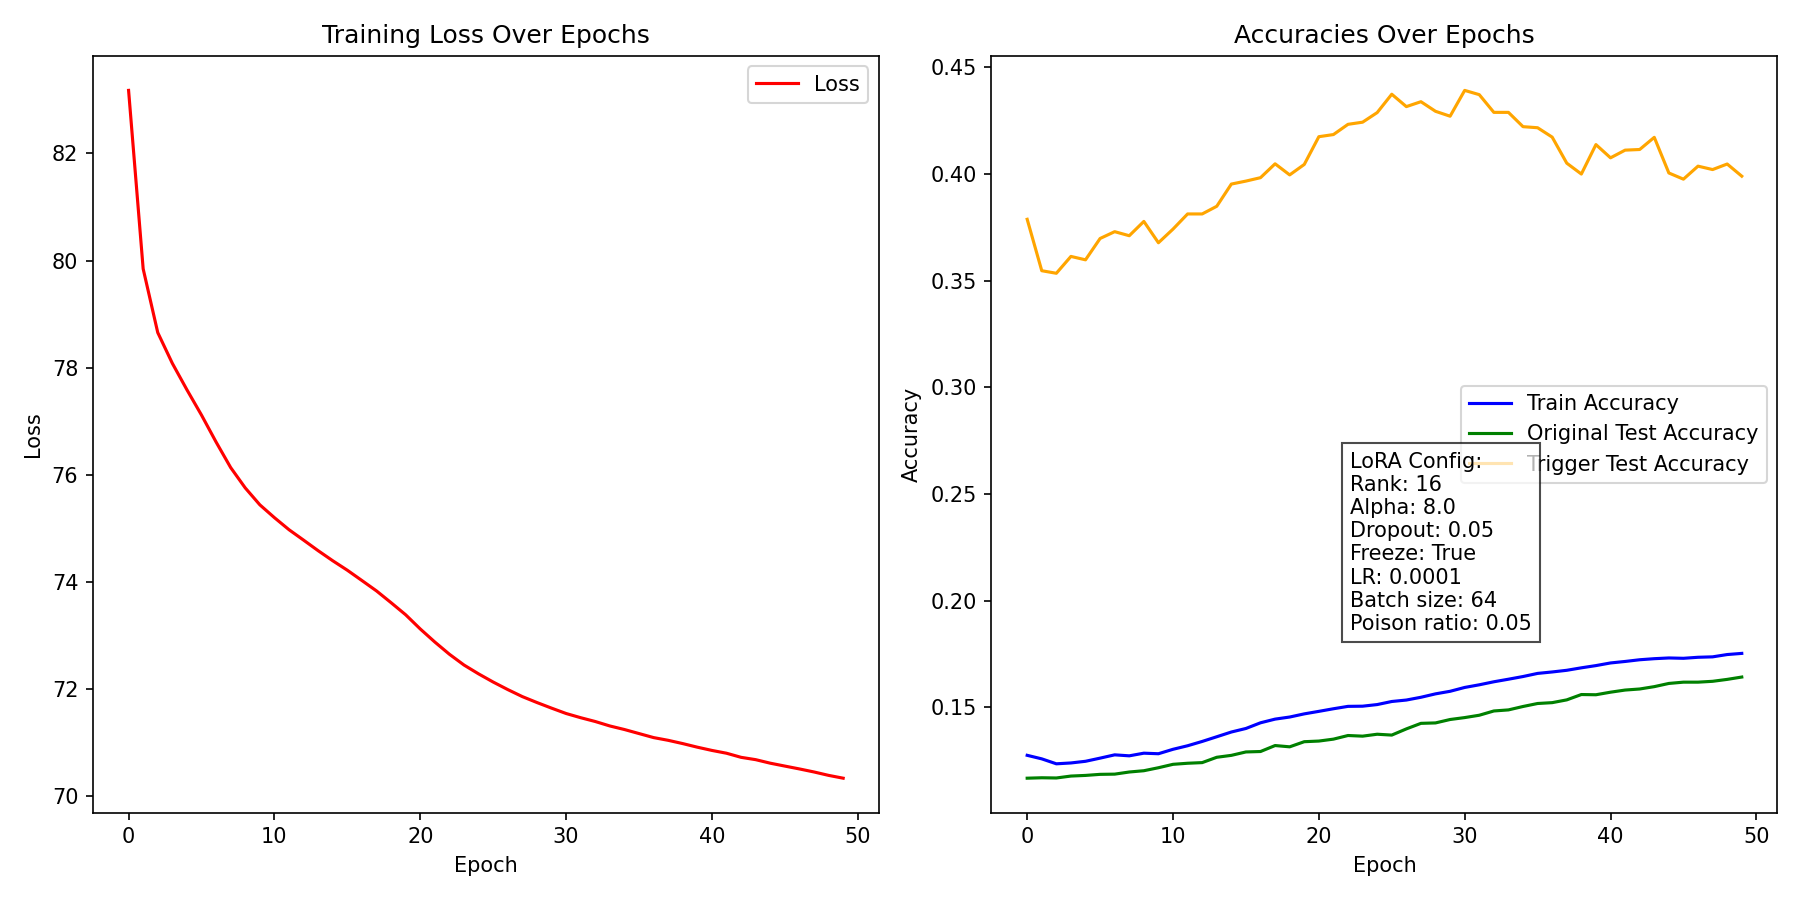 Training Loss Over Epochs
Loss
82
80
78
76
74
72
70
Loss
0 10 20 30 40 50
Epoch
Accuracies Over Epochs
0.45
0.40
0.35
0.30
0.25
0.20
0.15
Accuracy
Train Accuracy
Original Test Accuracy
Trigger Test Accuracy
LoRA Config:
Rank: 16
Alpha: 8.0
Dropout: 0.05
Freeze: True
LR: 0.0001
Batch size: 64
Poison ratio: 0.05
0 10 20 30 40 50
Epoch